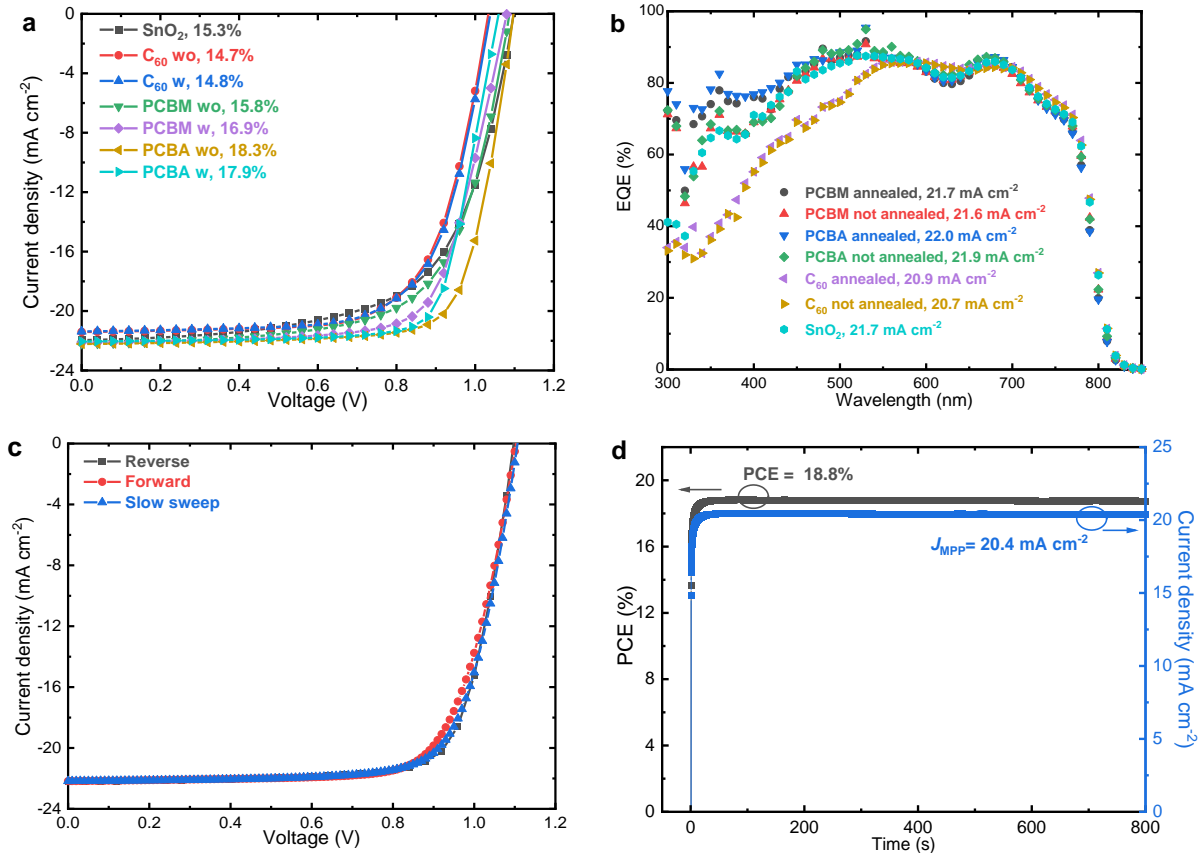 a
0
-4
-8
-12
-16
-20
-24
0.0 0.2 0.4 0.6 0.8 1.0 1.2
Current density (mA cm⁻²)
Voltage (V)
SnO₂, 15.3%
C₆₀ wo, 14.7%
C₆₀ w, 14.8%
PCBM wo, 15.8%
PCBM w, 16.9%
PCBA wo, 18.3%
PCBA w, 17.9%
b
100
80
60
40
20
0
300 400 500 600 700 800
EQE (%)
Wavelength (nm)
PCBM annealed, 21.7 mA cm⁻²
PCBM not annealed, 21.6 mA cm⁻²
PCBA annealed, 22.0 mA cm⁻²
PCBA not annealed, 21.9 mA cm⁻²
C₆₀ annealed, 20.9 mA cm⁻²
C₆₀ not annealed, 20.7 mA cm⁻²
SnO₂, 21.7 mA cm⁻²
c
0
-4
-8
-12
-16
-20
-24
0.0 0.2 0.4 0.6 0.8 1.0 1.2
Current density (mA cm⁻²)
Voltage (V)
Reverse
Forward
Slow sweep
d
21
18
15
12
9
6
3
0
0 200 400 600 800
PCE (%)
Time (s)
PCE = 18.8%
J_MPP= 20.4 mA cm⁻²
25
20
15
10
5
0
Current density (mA cm⁻²)